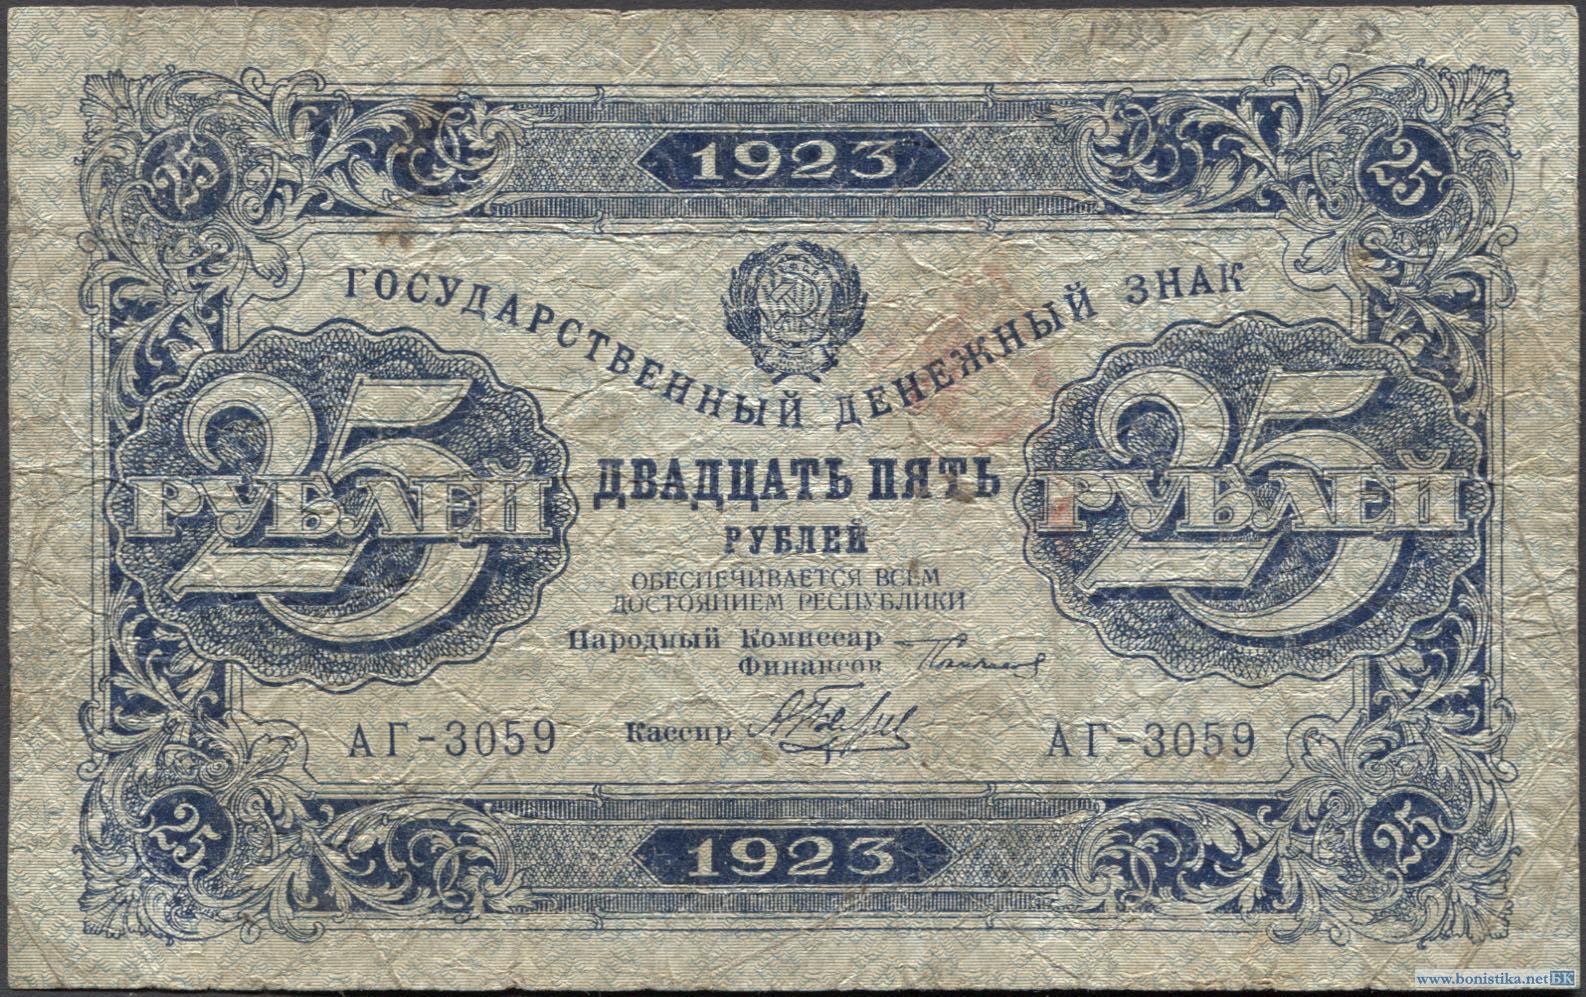 1923
25
25
ГОСУДАРСТВЕННЫЙ ДЕНЕЖНЫЙ ЗНАК
25
РУБЛЕЙ
ДВАДЦАТЬ ПЯТЬ
РУБЛЕЙ
25
РУБЛЕЙ
ОБЕСПЕЧИВАЕТСЯ ВСЕМ
ДОСТОЯНИЕМ РЕСПУБЛИКИ
Народный Комиссар
Финансов
АГ-3059
Кассир
АГ-3059
25
1923
25
www.bonistika.net БК